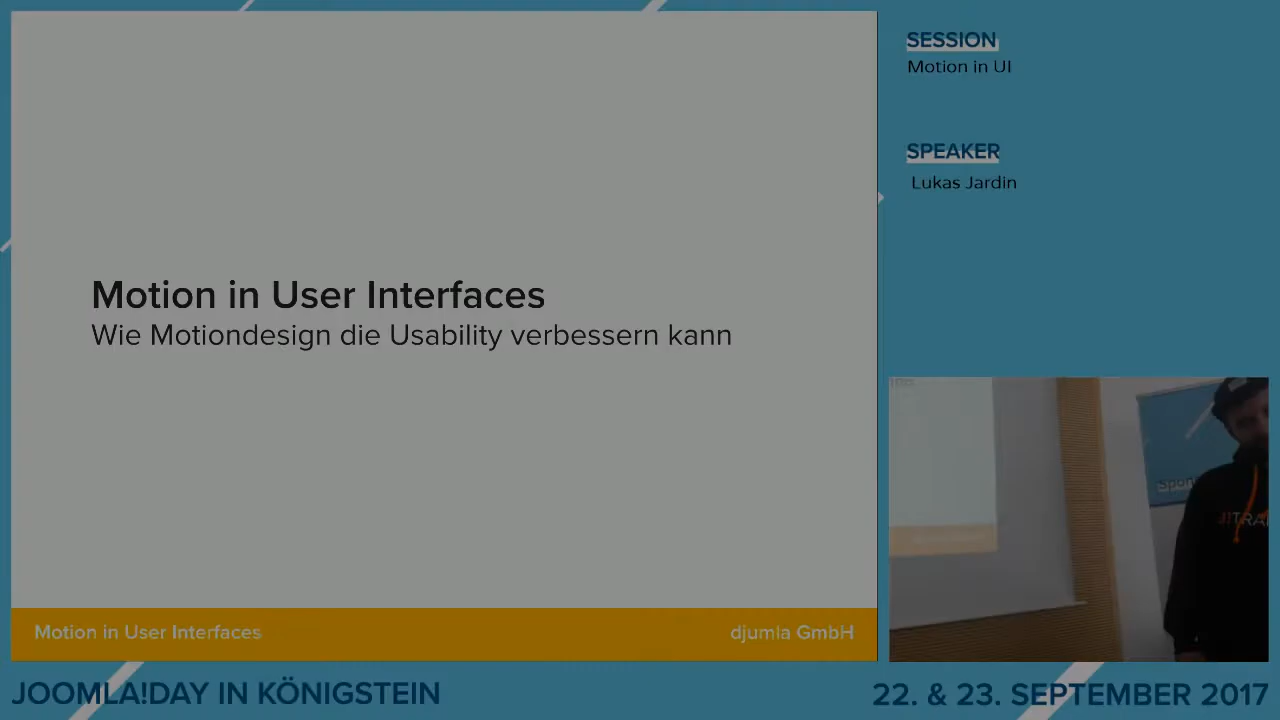 SESSION
Motion in UI
SPEAKER
Lukas Jardin
Motion in User Interfaces
Wie Motiondesign die Usability verbessern kann
Motion in User Interfaces
djumla GmbH
JOOMLA!DAY IN KÖNIGSTEIN
22. & 23. SEPTEMBER 2017